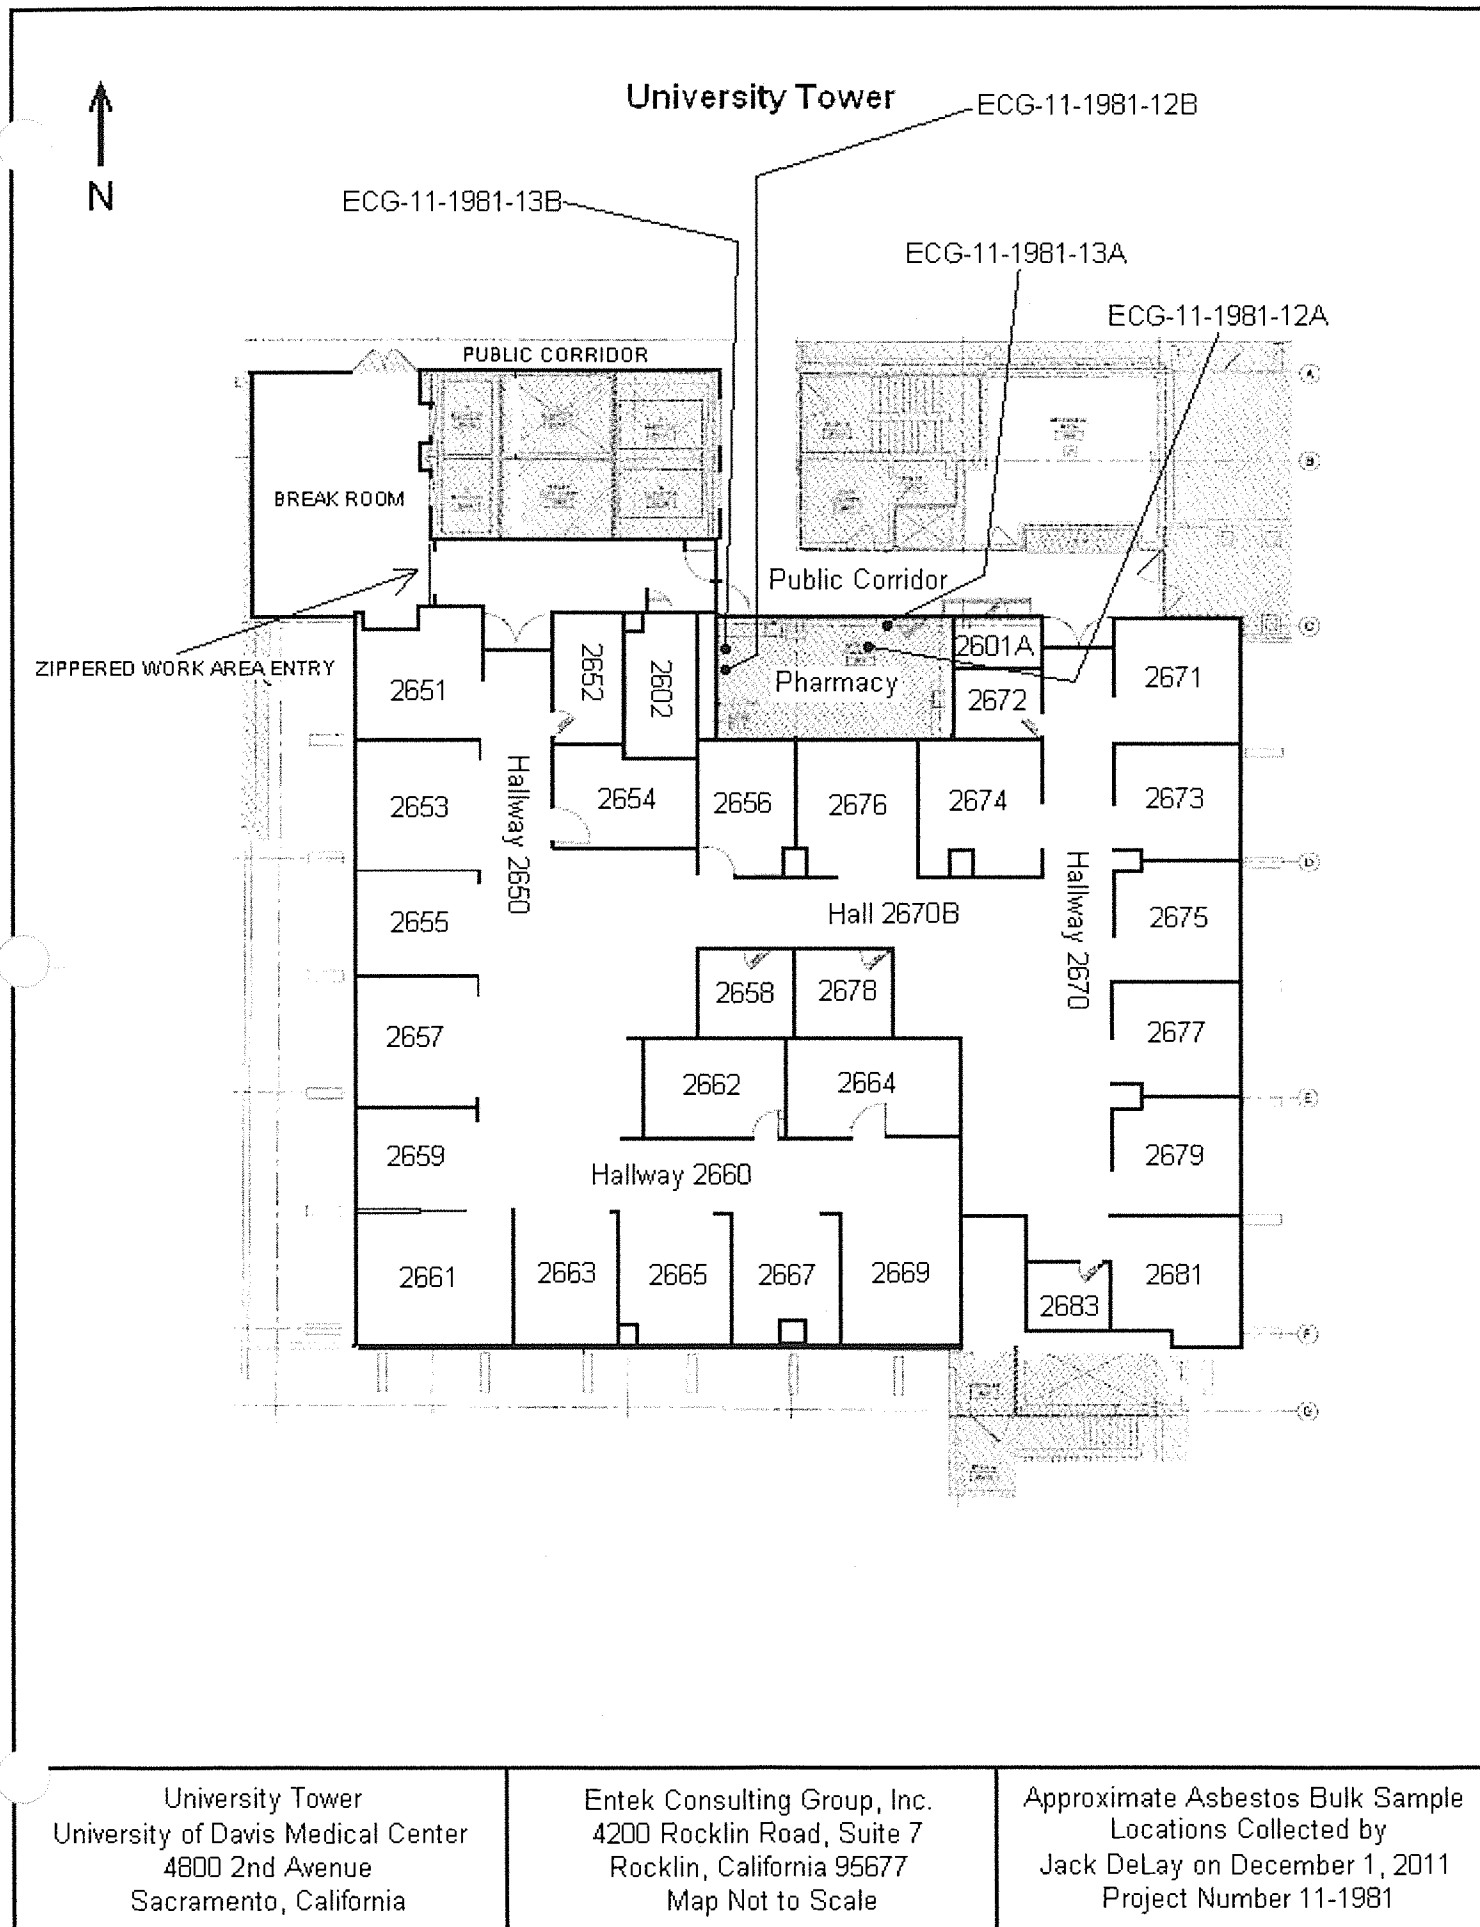 University Tower
ECG-11-1981-12B
N
ECG-11-1981-13B
ECG-11-1981-13A
ECG-11-1981-12A
PUBLIC CORRIDOR
A
B
BREAK ROOM
Public Corridor
C
ZIPPERED WORK AREA ENTRY
2651
2652
2602
Pharmacy
2601A
2672
2671
2653
Hallway 2650
2654
2656
2676
2674
2673
D
2655
Hall 2670B
Hallway 2670
2675
2658
2678
2657
2677
2662
2664
E
2659
Hallway 2660
2679
2661
2663
2665
2667
2669
2683
2681
F
G
University Tower
University of Davis Medical Center
4800 2nd Avenue
Sacramento, California
Entek Consulting Group, Inc.
4200 Rocklin Road, Suite 7
Rocklin, California 95677
Map Not to Scale
Approximate Asbestos Bulk Sample
Locations Collected by
Jack DeLay on December 1, 2011
Project Number 11-1981